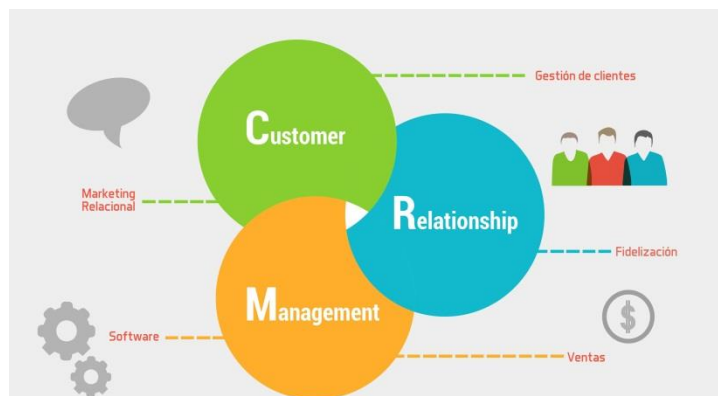 Gestión de clientes
Customer
Marketing
Relacional
Relationship
Fidelización
Management
$
Software
Ventas